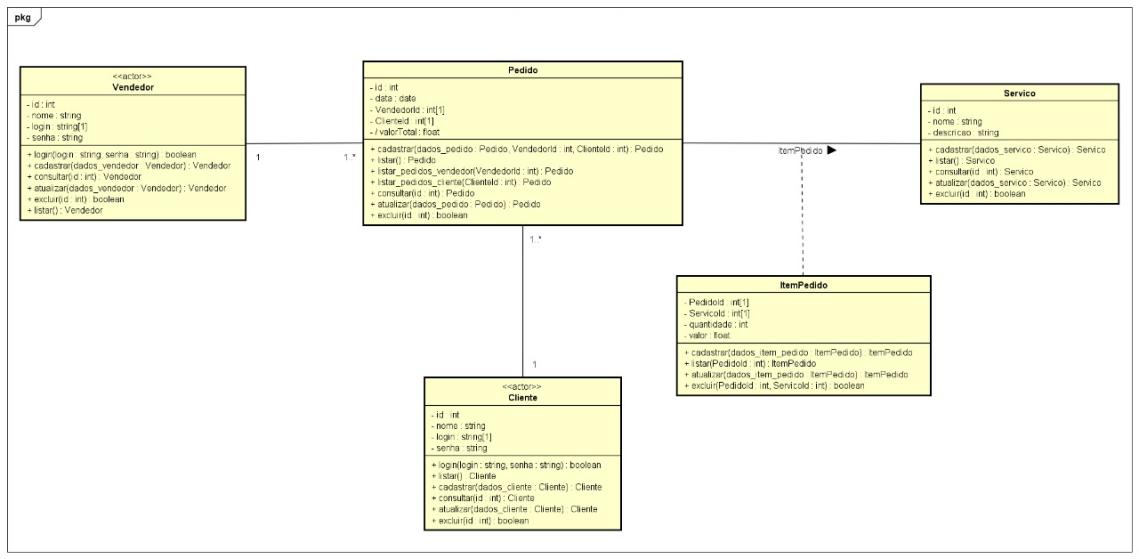 pkg
<<actor>>
Vendedor
- id : int
- nome : string
- login : string[1]
- senha : string
+ login(login : string, senha : string) : boolean
+ cadastrar(dados_vendedor : Vendedor) : Vendedor
+ consultar(id : int) : Vendedor
+ atualizar(dados_vendedor : Vendedor) : Vendedor
+ excluir(id : int) : boolean
+ listar() : Vendedor
1
1..*
Pedido
- id : int
- data : date
- VendedorId : int[1]
- ClienteId : int[1]
- / valorTotal : float
+ cadastrar(dados_pedido : Pedido, VendedorId : int, ClienteId : int) : Pedido
+ listar() : Pedido
+ listar_pedidos_vendedor(VendedorId : int) : Pedido
+ listar_pedidos_cliente(ClienteId : int) : Pedido
+ consultar(id : int) : Pedido
+ atualizar(dados_pedido : Pedido) : Pedido
+ excluir(id : int) : boolean
ItemPedido ▶
Servico
- id : int
- nome : string
- descricao : string
+ cadastrar(dados_servico : Servico) : Servico
+ listar() : Servico
+ consultar(id : int) : Servico
+ atualizar(dados_servico : Servico) : Servico
+ excluir(id : int) : boolean
1..*
1
ItemPedido
- PedidoId : int[1]
- ServicoId : int[1]
- quantidade : int
- valor : float
+ cadastrar(dados_item_pedido : ItemPedido) : ItemPedido
+ listar(PedidoId : int) : ItemPedido
+ atualizar(dados_item_pedido : ItemPedido) : ItemPedido
+ excluir(PedidoId : int, ServicoId : int) : boolean
<<actor>>
Cliente
- id : int
- nome : string
- login : string[1]
- senha : string
+ login(login : string, senha : string) : boolean
+ listar() : Cliente
+ cadastrar(dados_cliente : Cliente) : Cliente
+ consultar(id : int) : Cliente
+ atualizar(dados_cliente : Cliente) : Cliente
+ excluir(id : int) : boolean